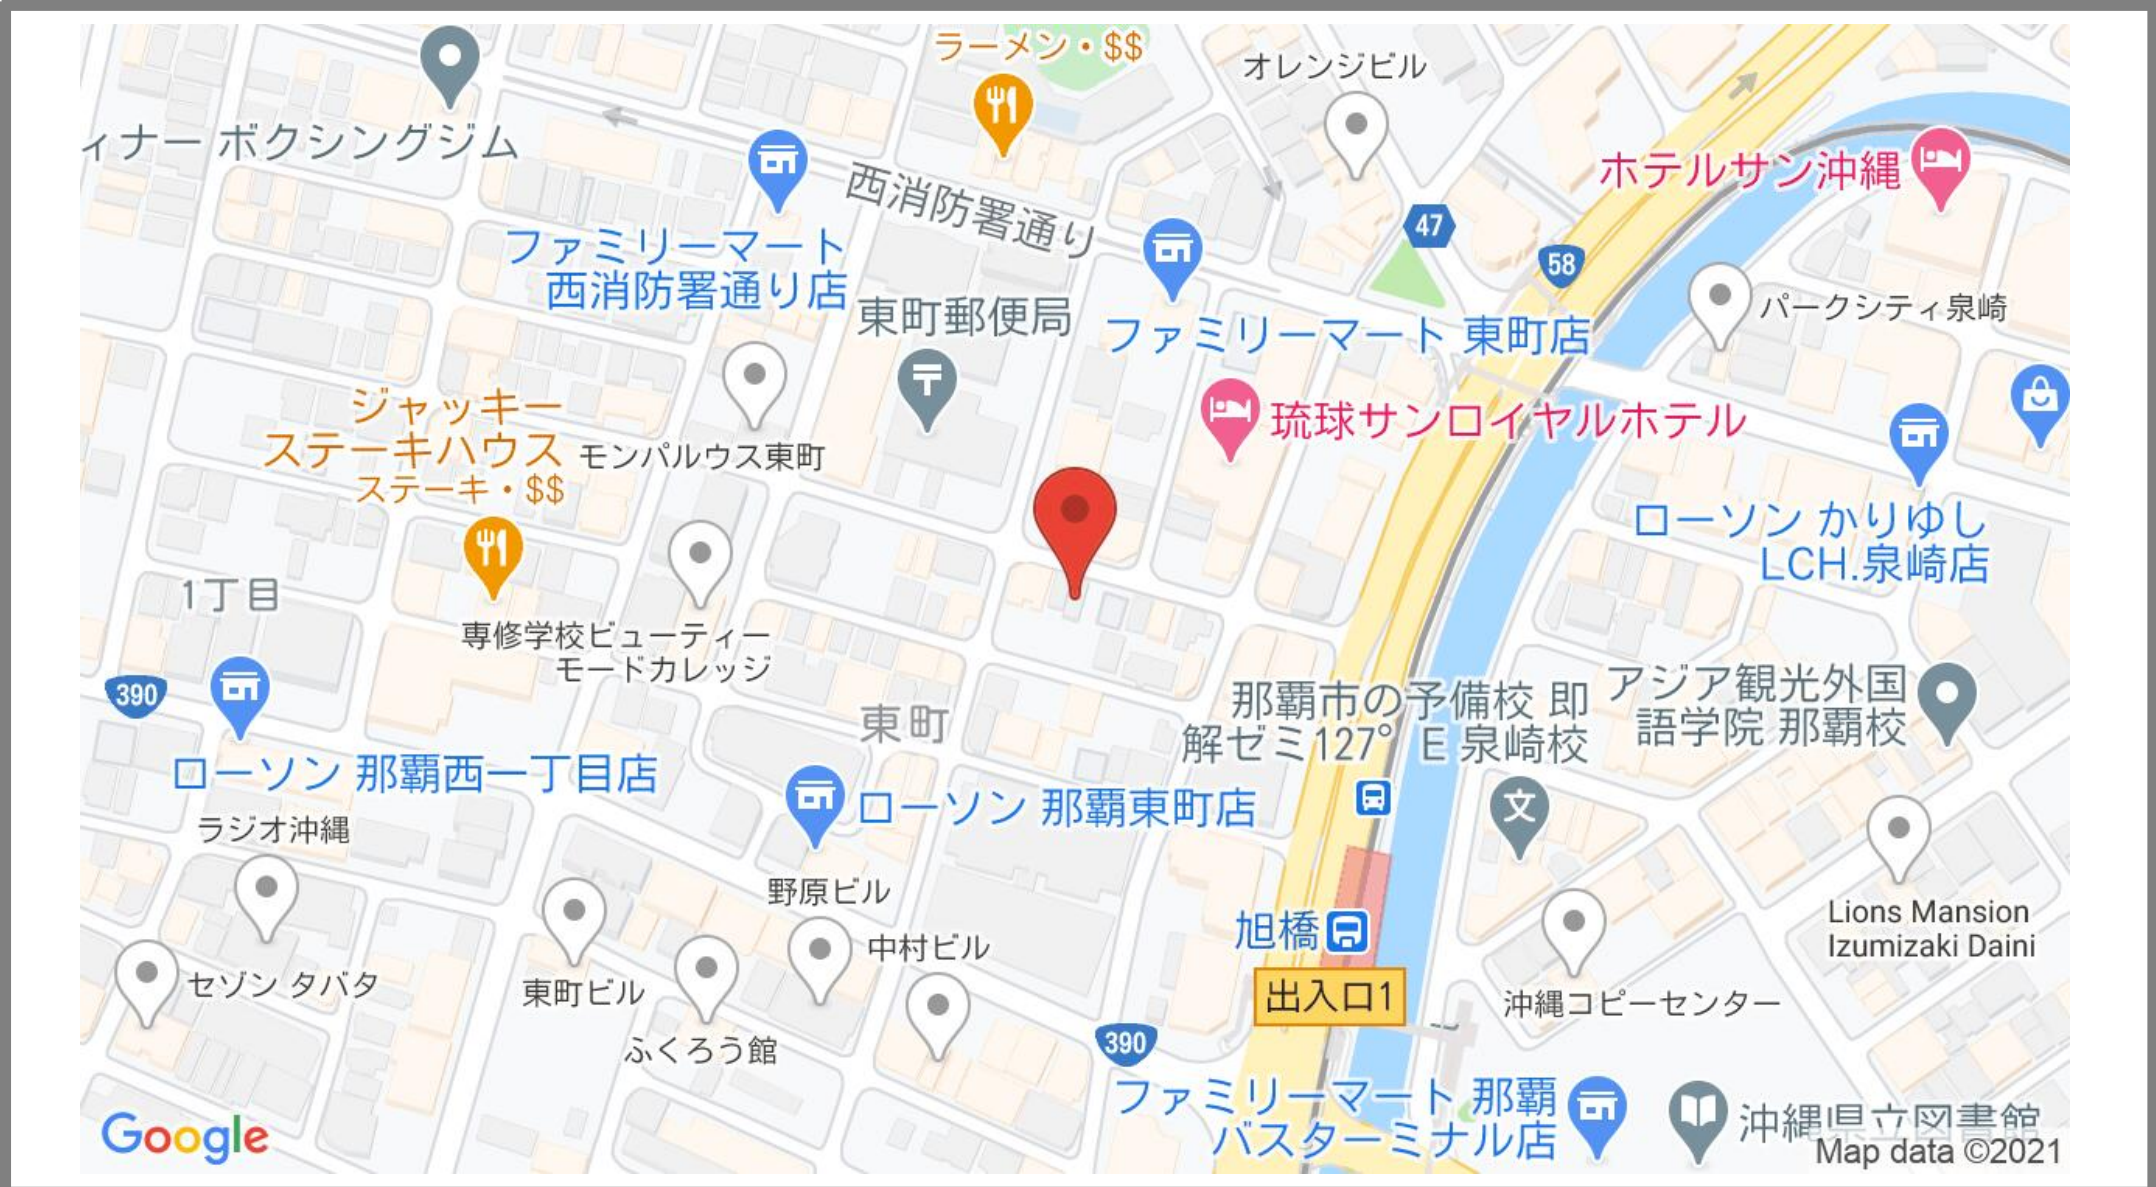 ラーメン・$$
オレンジビル
ィナー ボクシングジム
西消防署通り
ホテルサン沖縄
47
58
ファミリーマート
西消防署通り店
東町郵便局
ファミリーマート 東町店
パークシティ泉崎
ジャッキー
ステーキハウス
ステーキ・$$
モンパルウス東町
琉球サンロイヤルホテル
ローソン かりゆし
LCH.泉崎店
1丁目
専修学校ビューティー
モードカレッジ
390
東町
那覇市の予備校 即
解ゼミ127° E 泉崎校
アジア観光外国
語学院 那覇校
ローソン 那覇西一丁目店
ローソン 那覇東町店
文
ラジオ沖縄
野原ビル
中村ビル
旭橋
出入口1
Lions Mansion
Izumizaki Daini
セゾン タバタ
東町ビル
ふくろう館
沖縄コピーセンター
390
ファミリーマート 那覇
バスターミナル店
沖縄県立図書館
Google
Map data ©2021